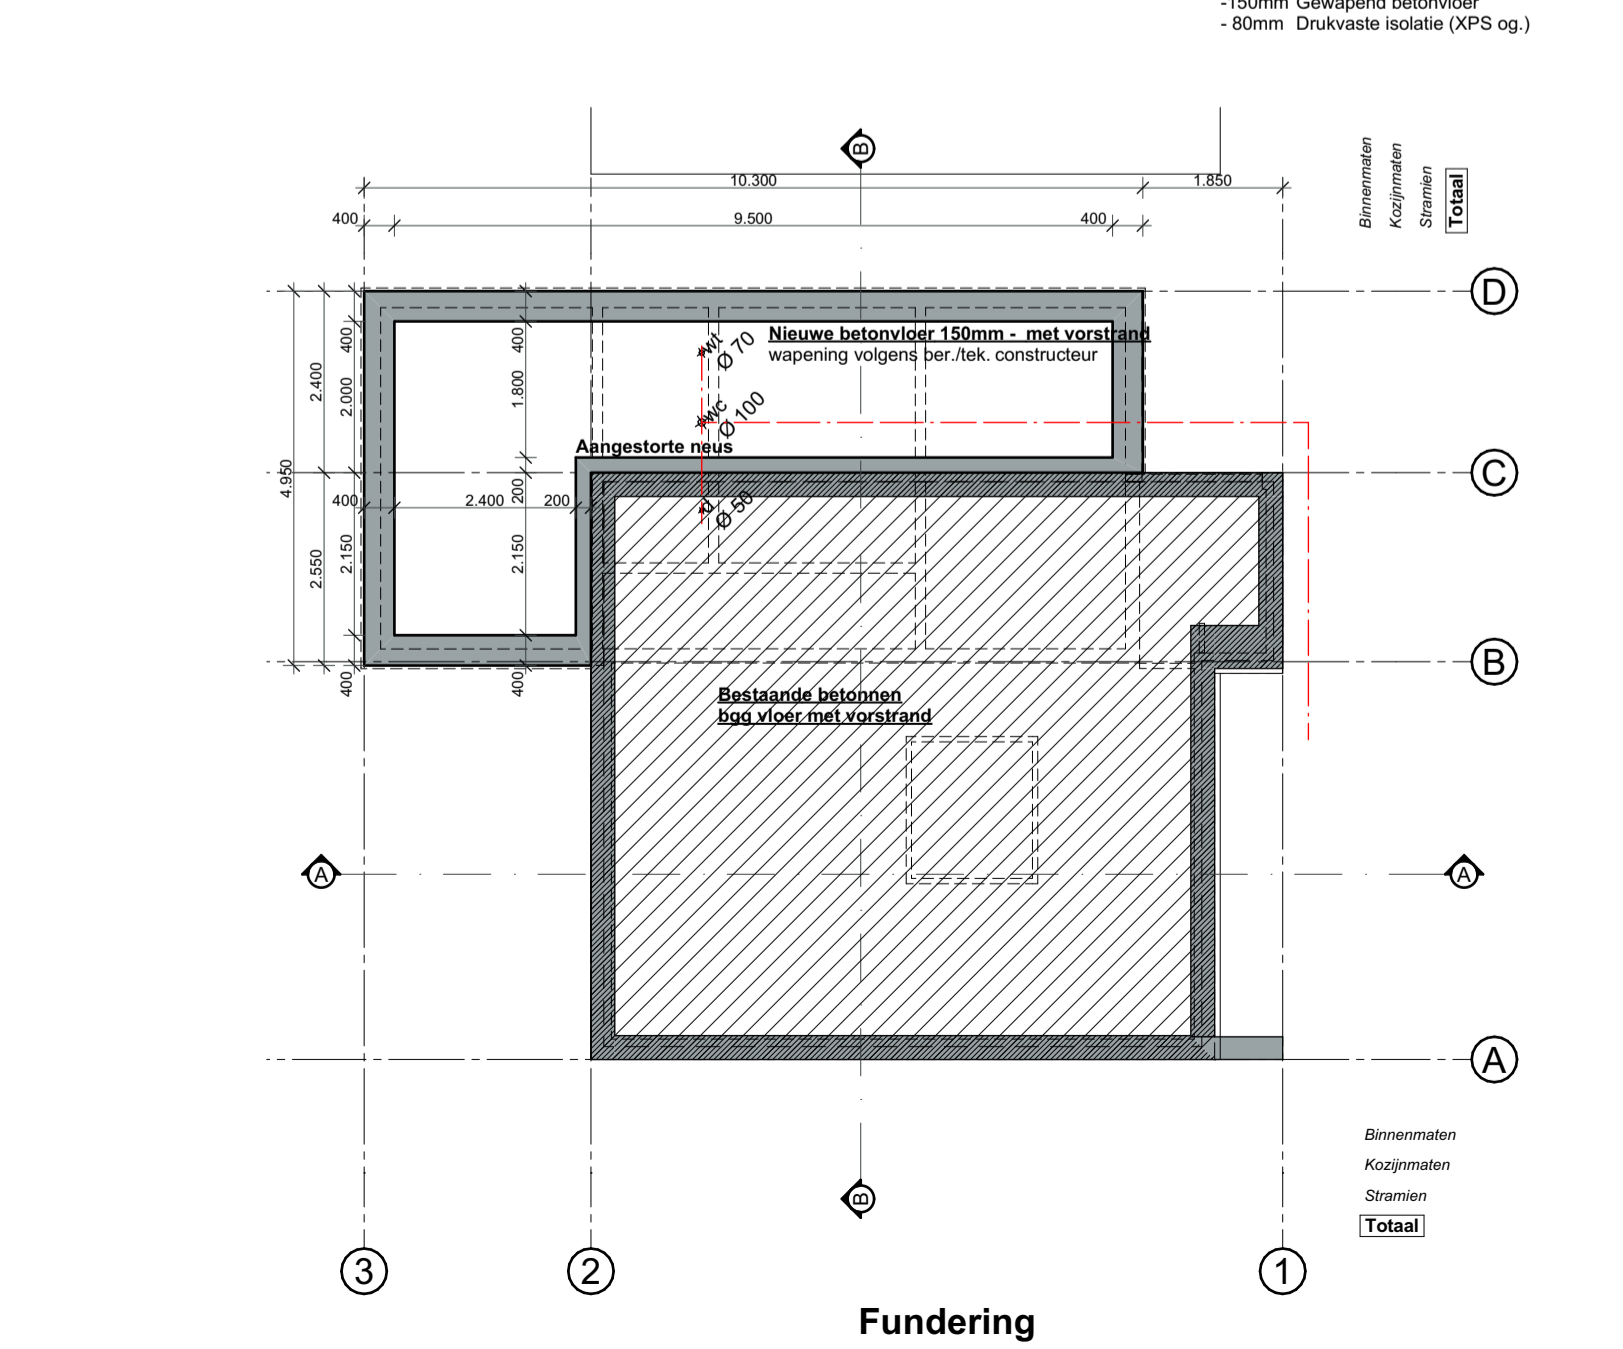 -150mm Gewapend betonvloer
- 80mm Drukvaste isolatie (XPS og.)
B
10.300
1.850
400
9.500
400
Binnenmaten
Kozijnmaten
Stramien
Totaal
D
Nieuwe betonvloer 150mm - met vorstrand
wapening volgens ber./tek. constructeur
wt
Ø 70
wc
Ø 100
Aangestorte neus
400
400
2.400
2.000
1.800
4.950
C
400
2.400
200
200
d
Ø 50
2.550
2.150
2.150
B
400
400
Bestaande betonnen
bgg vloer met vorstrand
A
A
A
Binnenmaten
Kozijnmaten
Stramien
Totaal
B
3
2
1
Fundering